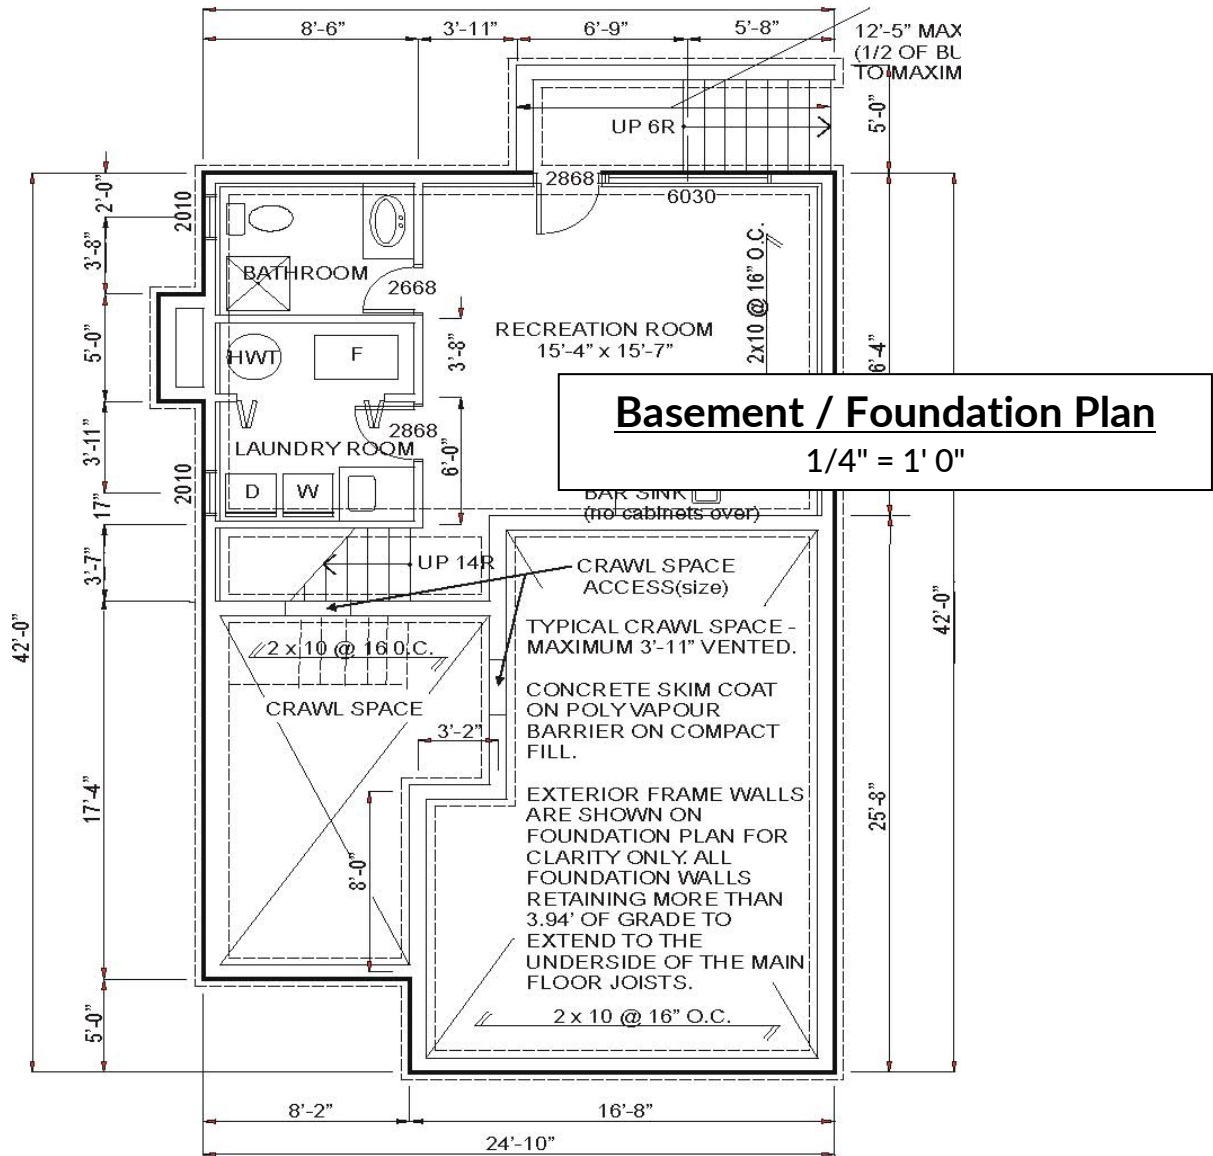 8'-6"
3'-11"
6'-9"
5'-8"
12'-5" MAX
(1/2 OF BU
TO MAXIM
5'-0"
UP 6R
2868
6030
2'-0"
2010
3'-8"
BATHROOM
2668
2x10 @ 16" O.C.
RECREATION ROOM
15'-4" x 15'-7"
5'-0"
HWT
F
3'-8"
6'-4"
Basement / Foundation Plan
1/4" = 1' 0"
3'-11"
2868
LAUNDRY ROOM
6'-0"
2010
D
W
17"
BAR SINK
(no cabinets over)
3'-7"
UP 14R
CRAWL SPACE
ACCESS(size)
42'-0"
42'-0"
TYPICAL CRAWL SPACE -
MAXIMUM 3'-11" VENTED.
2 x 10 @ 16 O.C.
CRAWL SPACE
CONCRETE SKIM COAT
ON POLY VAPOUR
BARRIER ON COMPACT
FILL.
3'-2"
17'-4"
25'-8"
8'-0"
EXTERIOR FRAME WALLS
ARE SHOWN ON
FOUNDATION PLAN FOR
CLARITY ONLY. ALL
FOUNDATION WALLS
RETAINING MORE THAN
3.94' OF GRADE TO
EXTEND TO THE
UNDERSIDE OF THE MAIN
FLOOR JOISTS.
2 x 10 @ 16" O.C.
5'-0"
8'-2"
16'-8"
24'-10"